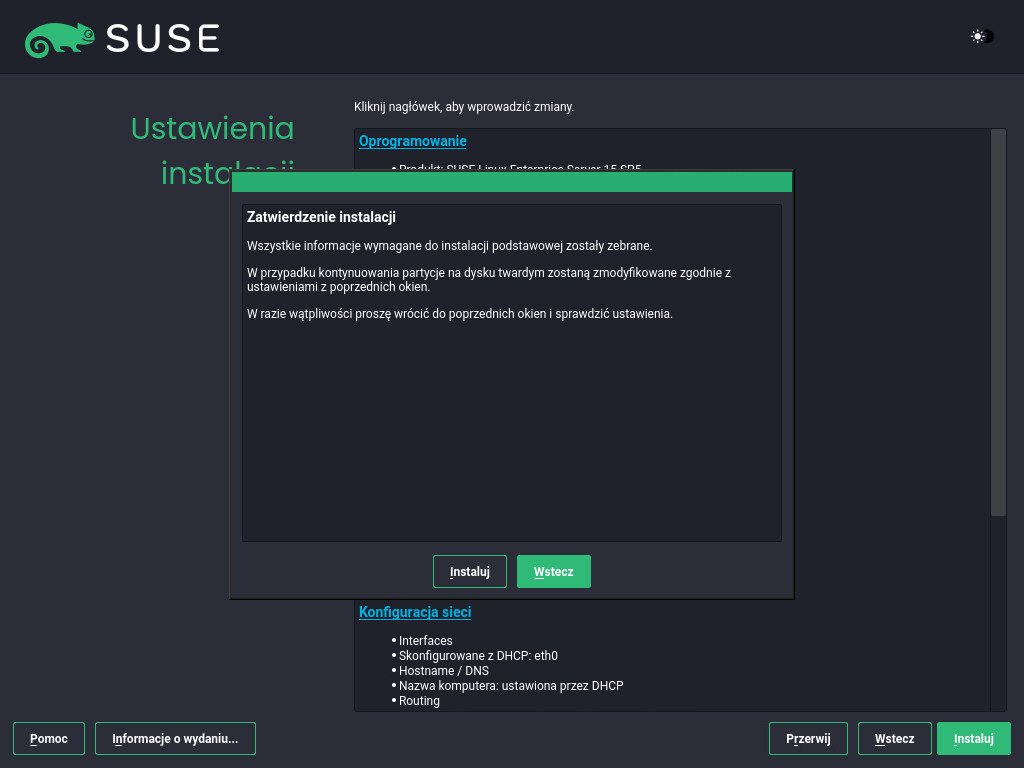 SUSE
Kliknij nagłówek, aby wprowadzić zmiany.
Ustawienia
instalacji
Oprogramowanie
Produkt: SUSE Linux Enterprise Server 15 SP5
Zatwierdzenie instalacji
Wszystkie informacje wymagane do instalacji podstawowej zostały zebrane.
W przypadku kontynuowania partycje na dysku twardym zostaną zmodyfikowane zgodnie z
ustawieniami z poprzednich okien.
W razie wątpliwości proszę wrócić do poprzednich okien i sprawdzić ustawienia.
Instaluj
Wstecz
Konfiguracja sieci
• Interfaces
• Skonfigurowane z DHCP: eth0
• Hostname / DNS
• Nazwa komputera: ustawiona przez DHCP
• Routing
Pomoc
Informacje o wydaniu...
Przerwij
Wstecz
Instaluj